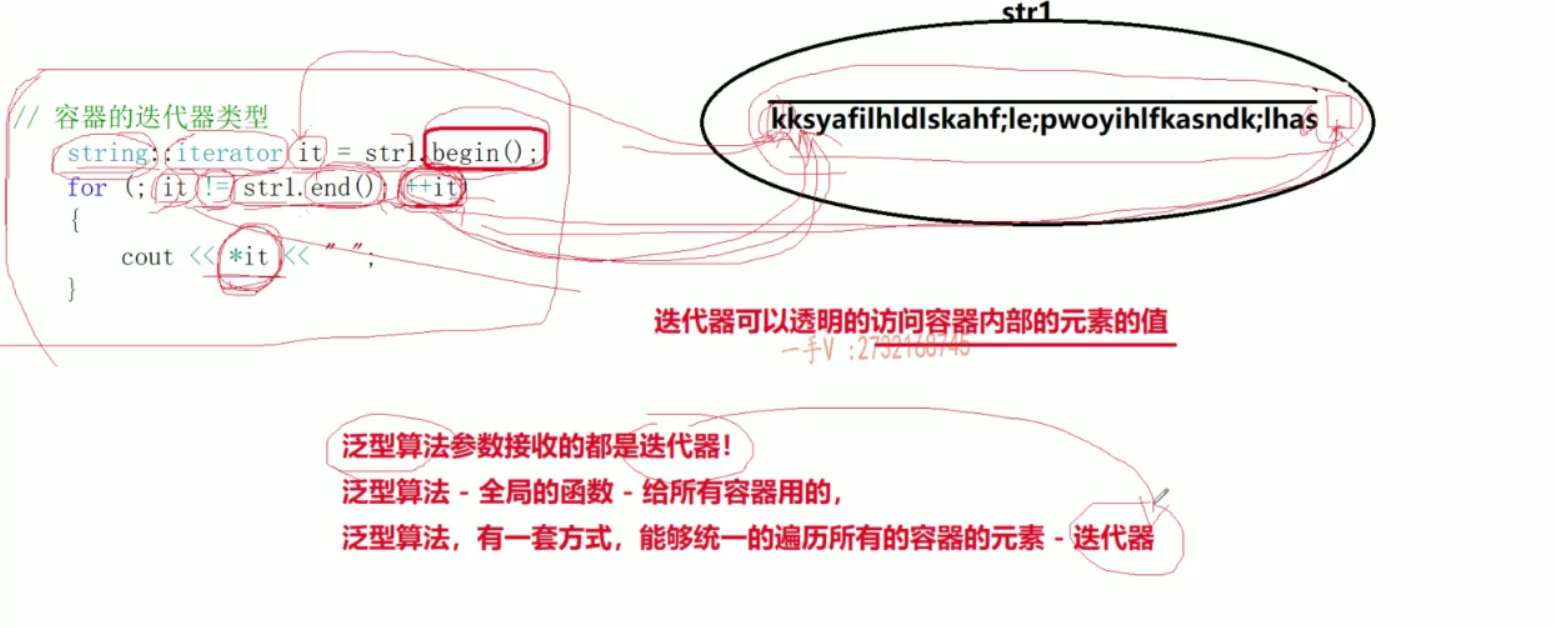 str1
// 容器的迭代器类型
string::iterator it = str1.begin();
for (; it != str1.end(); ++it)
{
cout << *it << " ";
}
kksyafilhldlskahf;le;pwoyihlfkasndk;lhas
迭代器可以透明的访问容器内部的元素的值
一手V :2732168745
泛型算法参数接收的都是迭代器!
泛型算法 - 全局的函数 - 给所有容器用的,
泛型算法，有一套方式，能够统一的遍历所有的容器的元素 - 迭代器